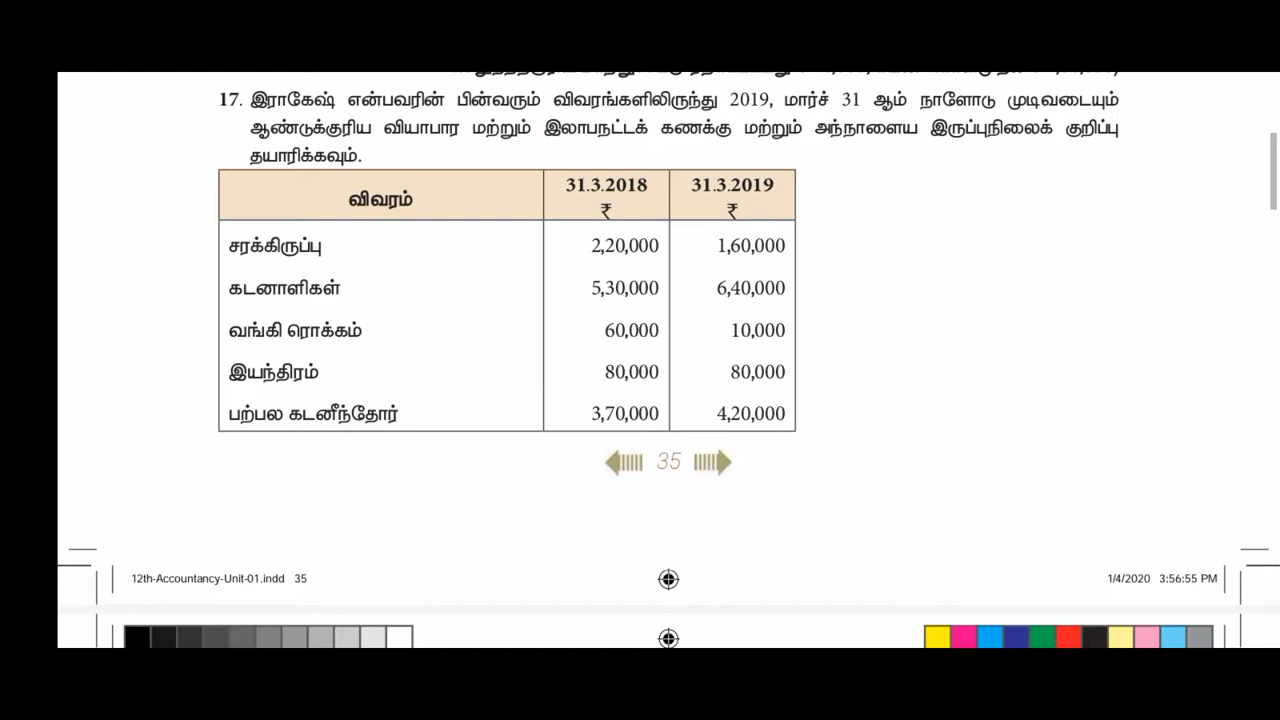 17. இராகேஷ் என்பவரின் பின்வரும் விவரங்களிலிருந்து 2019, மார்ச் 31 ஆம் நாளோடு முடிவடையும்
ஆண்டுக்குரிய வியாபார மற்றும் இலாபநட்டக் கணக்கு மற்றும் அந்நாளைய இருப்புநிலைக் குறிப்பு
தயாரிக்கவும்.
விவரம் 31.3.2018 ₹ 31.3.2019 ₹
சரக்கிருப்பு 2,20,000 1,60,000
கடனாளிகள் 5,30,000 6,40,000
வங்கி ரொக்கம் 60,000 10,000
இயந்திரம் 80,000 80,000
பற்பல கடனீந்தோர் 3,70,000 4,20,000
35
12th-Accountancy-Unit-01.indd 35 1/4/2020 3:56:55 PM